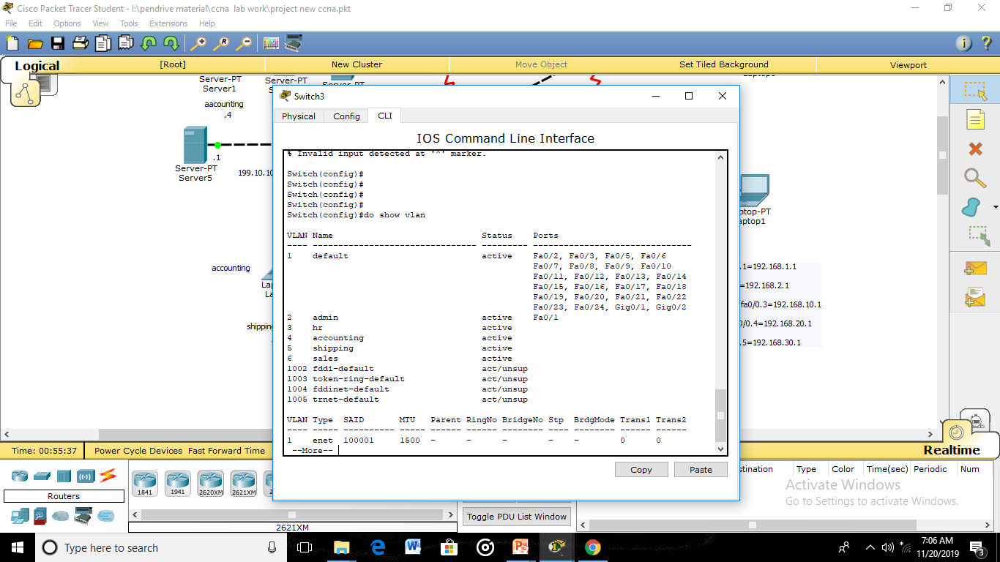 Cisco Packet Tracer Student - I:\pendrive material\ccna lab work\project new ccna.pkt
File Edit Options View Tools Extensions Help
Logical [Root] New Cluster Move Object Set Tiled Background Viewport
Server-PT
Server1
Server-PT
aacounting
.4
.1
Server-PT
Server5
199.10.10
accounting
shipping
Switch3
Physical Config CLI
IOS Command Line Interface
% Invalid input detected at '^' marker.
Switch(config)#
Switch(config)#
Switch(config)#
Switch(config)#
Switch(config)#do show vlan
VLAN Name Status Ports
---- -------------------------------- --------- -------------------------------
1 default active Fa0/2, Fa0/3, Fa0/5, Fa0/6
Fa0/7, Fa0/8, Fa0/9, Fa0/10
Fa0/11, Fa0/12, Fa0/13, Fa0/14
Fa0/15, Fa0/16, Fa0/17, Fa0/18
Fa0/19, Fa0/20, Fa0/21, Fa0/22
Fa0/23, Fa0/24, Gig0/1, Gig0/2
2 admin active Fa0/1
3 hr active
4 accounting active
5 shipping active
6 sales active
1002 fddi-default act/unsup
1003 token-ring-default act/unsup
1004 fddinet-default act/unsup
1005 trnet-default act/unsup
VLAN Type SAID MTU Parent RingNo BridgeNo Stp BrdgMode Trans1 Trans2
---- ----- ---------- ----- ------ ------ -------- ---- -------- ------ ------
1 enet 100001 1500 - - - - - 0 0
--More--
Copy Paste
top-PT
aptop1
.1=192.168.1.1
=192.168.2.1
fa0/0.3=192.168.10.1
0/0.4=192.168.20.1
.5=192.168.30.1
Time: 00:55:37 Power Cycle Devices Fast Forward Time
Realtime
Routers
1841 1941 2620XM 2621XM
2621XM
Toggle PDU List Window
stination Type Color Time(sec) Periodic Num
Activate Windows
Go to Settings to activate Windows.
Type here to search
7:06 AM
11/20/2019
3